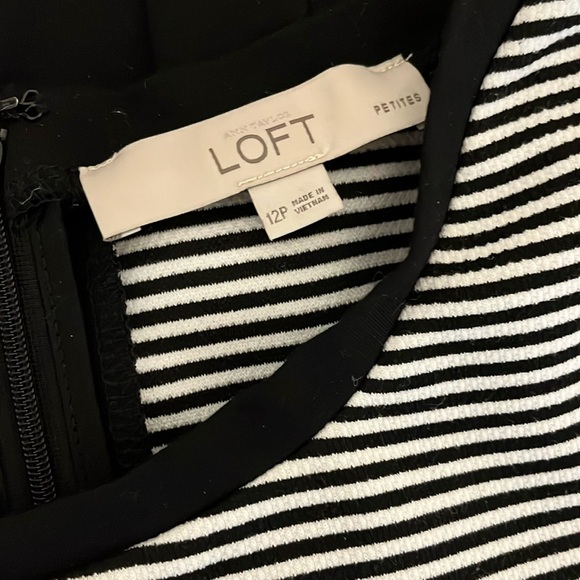 ANN TAYLOR
LOFT
PETITES
12P
MADE IN
VIETNAM